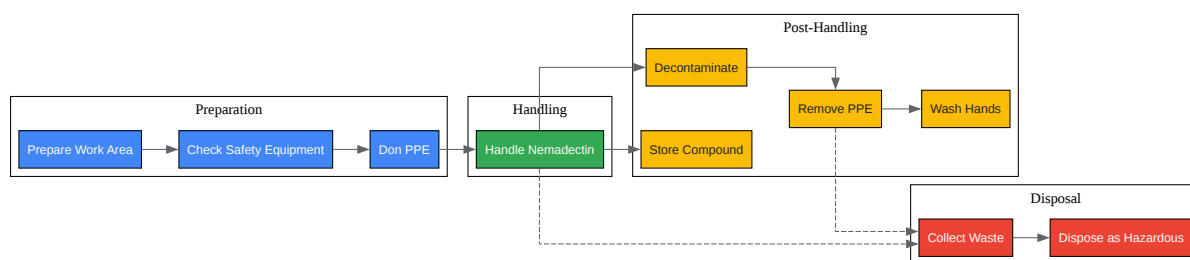 Post-Handling
Decontaminate
Remove PPE
Wash Hands
Preparation
Prepare Work Area
Check Safety Equipment
Don PPE
Handling
Handle Nemadectin
Store Compound
Disposal
Collect Waste
Dispose as Hazardous